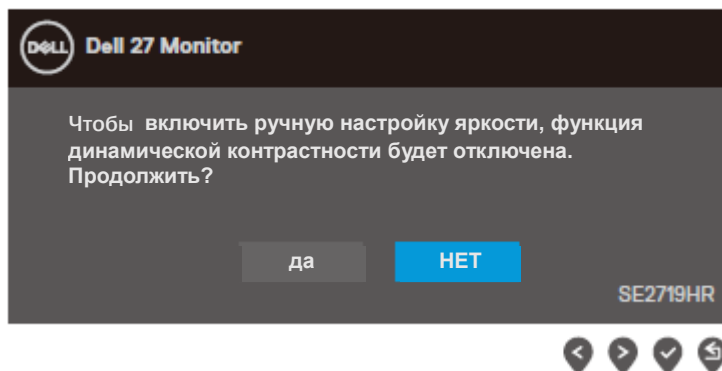 DELL Dell 27 Monitor
Чтобы включить ручную настройку яркости, функция
динамической контрастности будет отключена.
Продолжить?
да НЕТ
SE2719HR